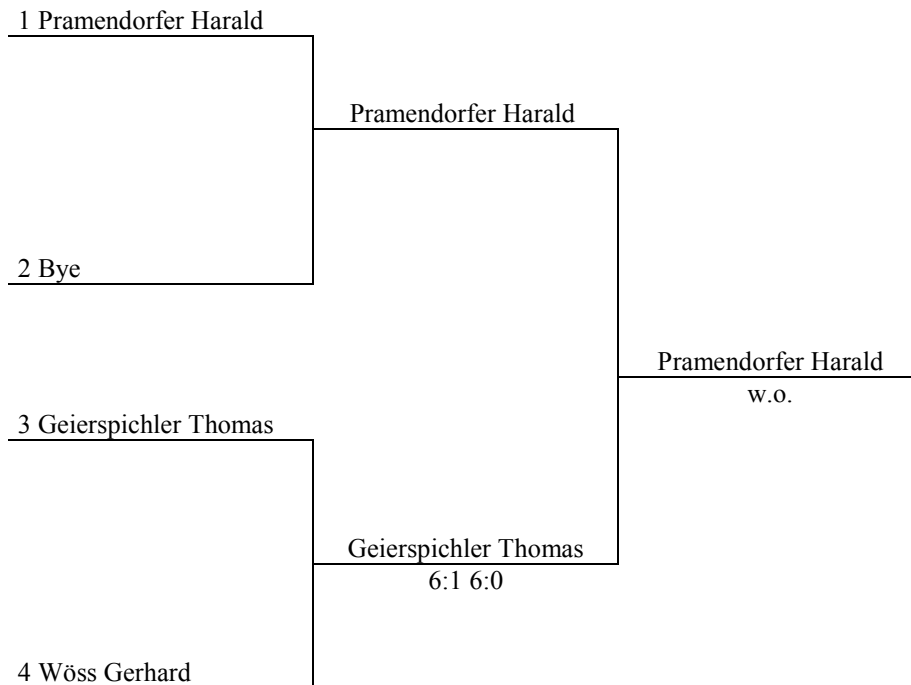 1 Pramendorfer Harald
Pramendorfer Harald
2 Bye
Pramendorfer Harald
w.o.
3 Geierspichler Thomas
Geierspichler Thomas
6:1 6:0
4 Wöss Gerhard